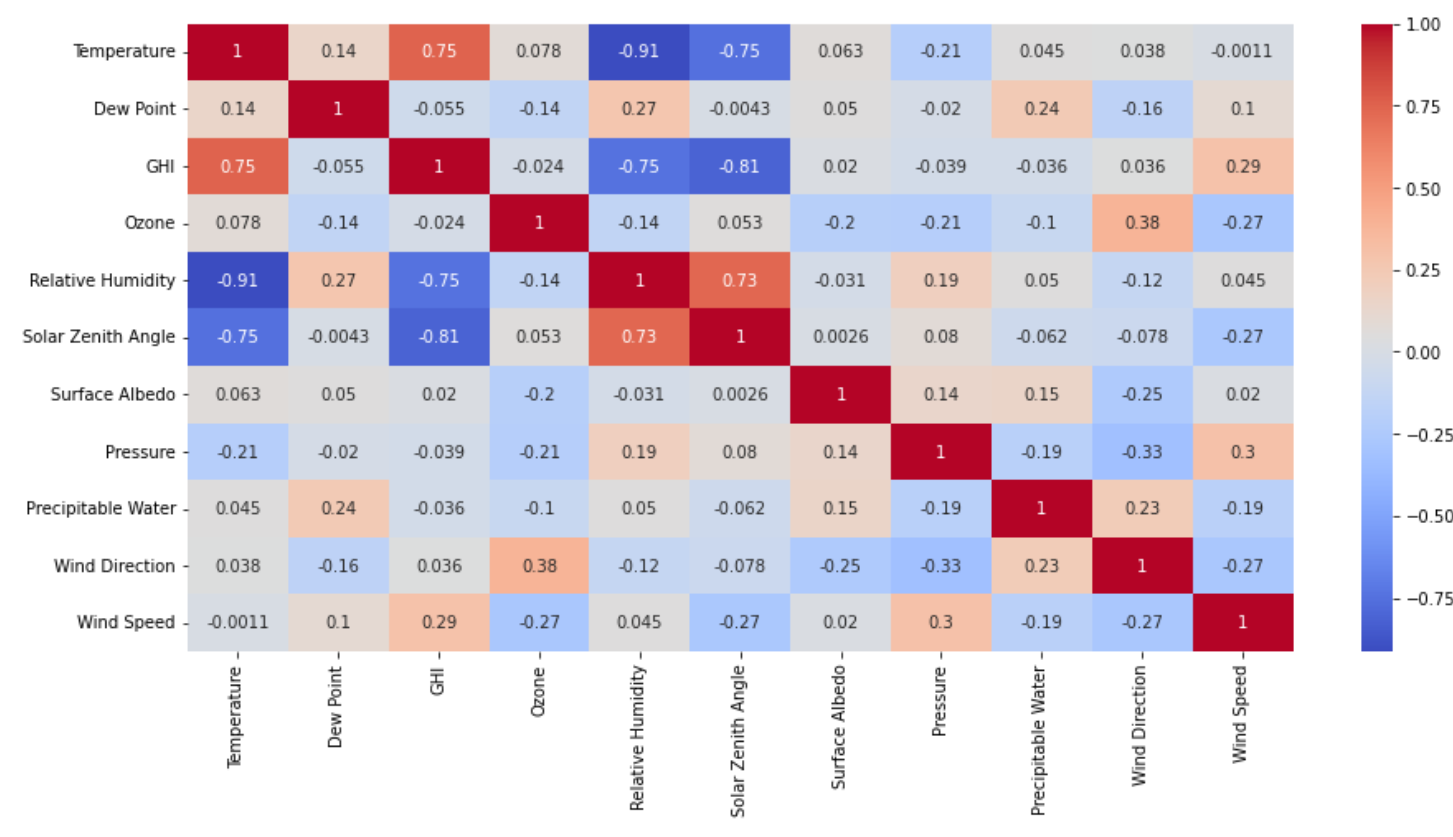 Temperature 1 0.14 0.75 0.078 -0.91 -0.75 0.063 -0.21 0.045 0.038 -0.0011
Dew Point 0.14 1 -0.055 -0.14 0.27 -0.0043 0.05 -0.02 0.24 -0.16 0.1
GHI 0.75 -0.055 1 -0.024 -0.75 -0.81 0.02 -0.039 -0.036 0.036 0.29
Ozone 0.078 -0.14 -0.024 1 -0.14 0.053 -0.2 -0.21 -0.1 0.38 -0.27
Relative Humidity -0.91 0.27 -0.75 -0.14 1 0.73 -0.031 0.19 0.05 -0.12 0.045
Solar Zenith Angle -0.75 -0.0043 -0.81 0.053 0.73 1 0.0026 0.08 -0.062 -0.078 -0.27
Surface Albedo 0.063 0.05 0.02 -0.2 -0.031 0.0026 1 0.14 0.15 -0.25 0.02
Pressure -0.21 -0.02 -0.039 -0.21 0.19 0.08 0.14 1 -0.19 -0.33 0.3
Precipitable Water 0.045 0.24 -0.036 -0.1 0.05 -0.062 0.15 -0.19 1 0.23 -0.19
Wind Direction 0.038 -0.16 0.036 0.38 -0.12 -0.078 -0.25 -0.33 0.23 1 -0.27
Wind Speed -0.0011 0.1 0.29 -0.27 0.045 -0.27 0.02 0.3 -0.19 -0.27 1
Temperature
Dew Point
GHI
Ozone
Relative Humidity
Solar Zenith Angle
Surface Albedo
Pressure
Precipitable Water
Wind Direction
Wind Speed
1.00
0.75
0.50
0.25
0.00
−0.25
−0.50
−0.75